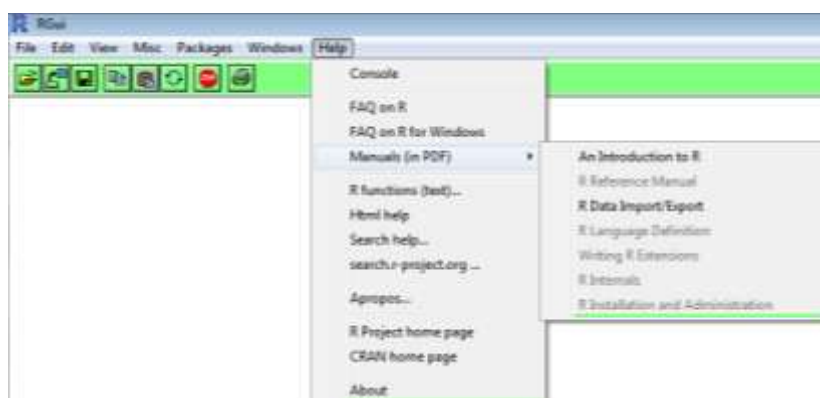 RGui
File Edit View Misc Packages Windows Help
STOP
Console
FAQ on R
FAQ on R for Windows
Manuals (in PDF)
An Introduction to R
R Reference Manual
R Data Import/Export
R Language Definition
Writing R Extensions
R Internals
R Installation and Administration
R functions (text)...
Html help
Search help...
search.r-project.org ...
Apropos...
R Project home page
CRAN home page
About